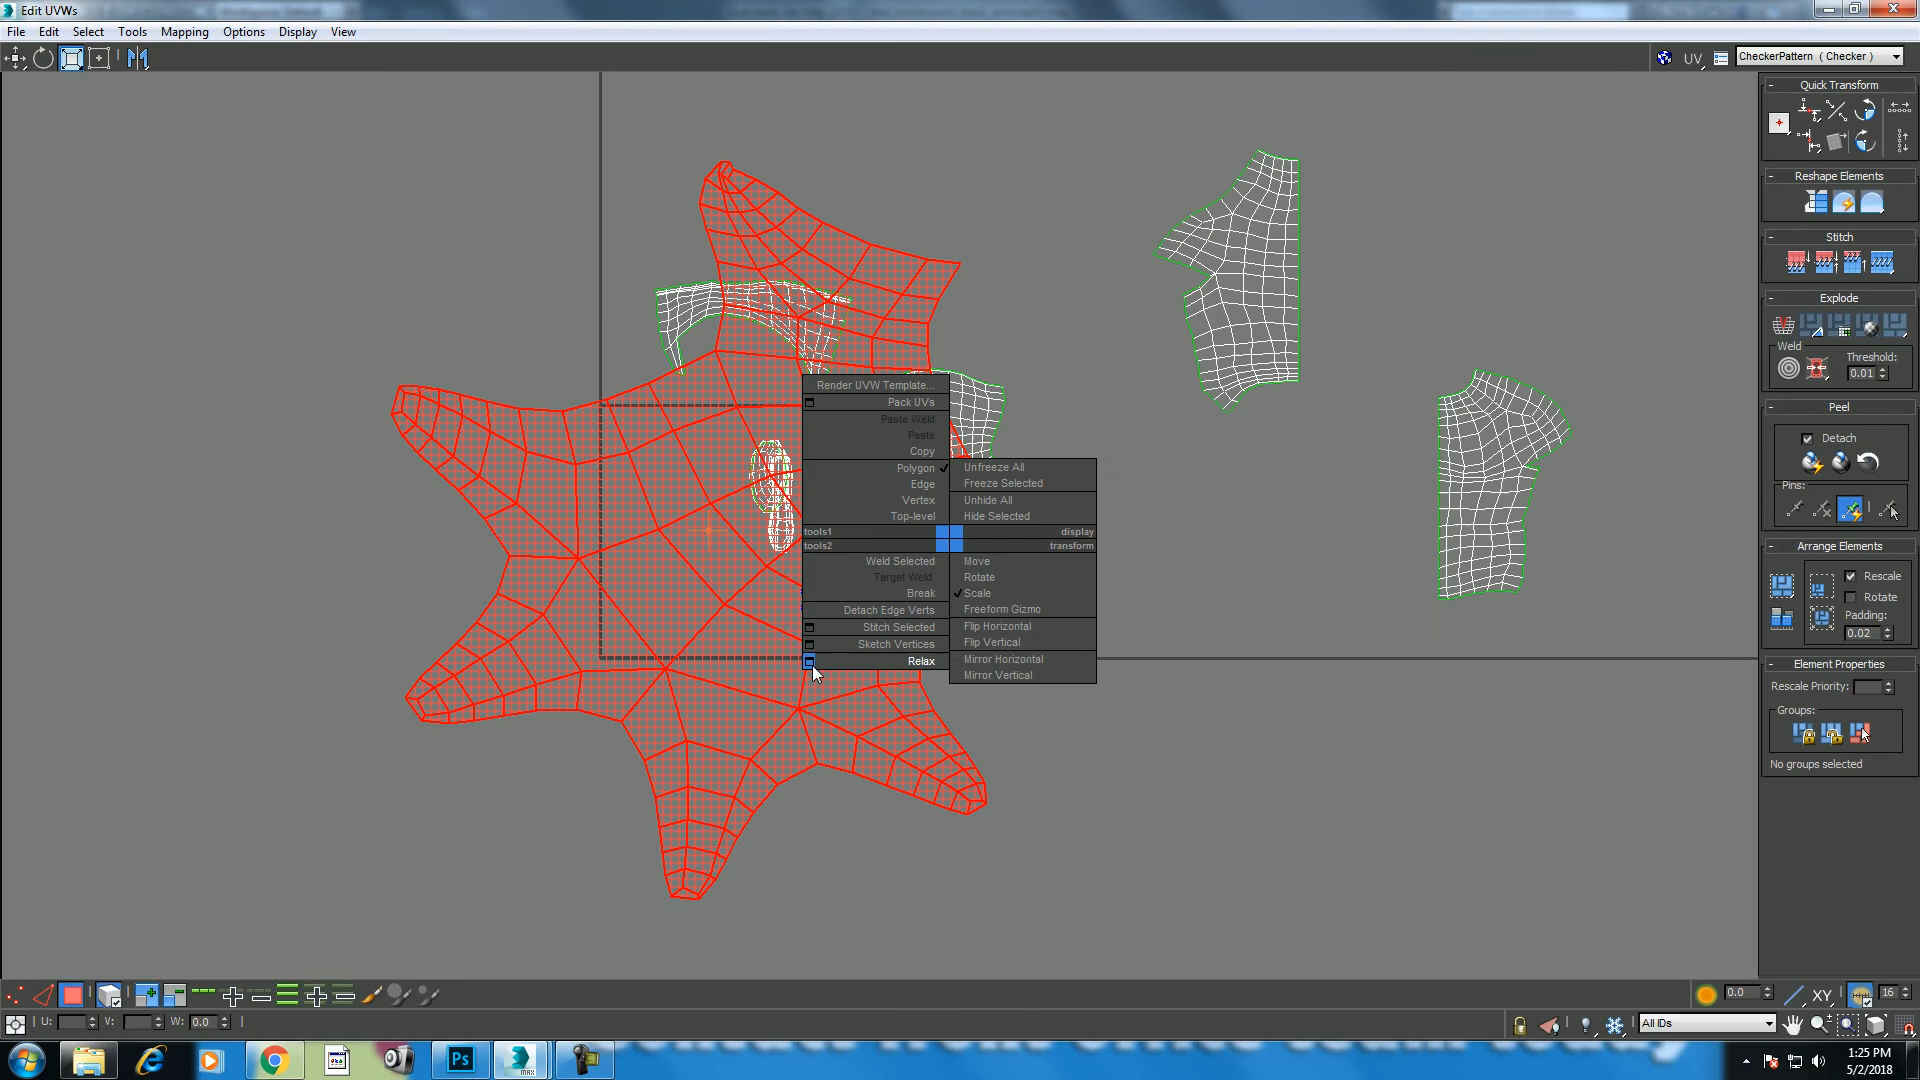 Edit UVWs
File Edit Select Tools Mapping Options Display View
UV CheckerPattern ( Checker )
Quick Transform
Reshape Elements
Stitch
Explode
Weld
Threshold:
0.01
Peel
Detach
Pins:
Arrange Elements
Rescale
Rotate
Padding:
0.02
Element Properties
Rescale Priority:
Groups:
No groups selected
Render UVW Template...
Pack UVs
Paste Weld
Paste
Copy
Polygon
Edge
Vertex
Top-level
tools1
tools2
Weld Selected
Target Weld
Break
Detach Edge Verts
Stitch Selected
Sketch Vertices
Relax
Unfreeze All
Freeze Selected
Unhide All
Hide Selected
display
transform
Move
Rotate
Scale
Freeform Gizmo
Flip Horizontal
Flip Vertical
Mirror Horizontal
Mirror Vertical
0.0 XY 16
U: V: W: 0.0
All IDs
Ps
MAX
1:25 PM
5/2/2018